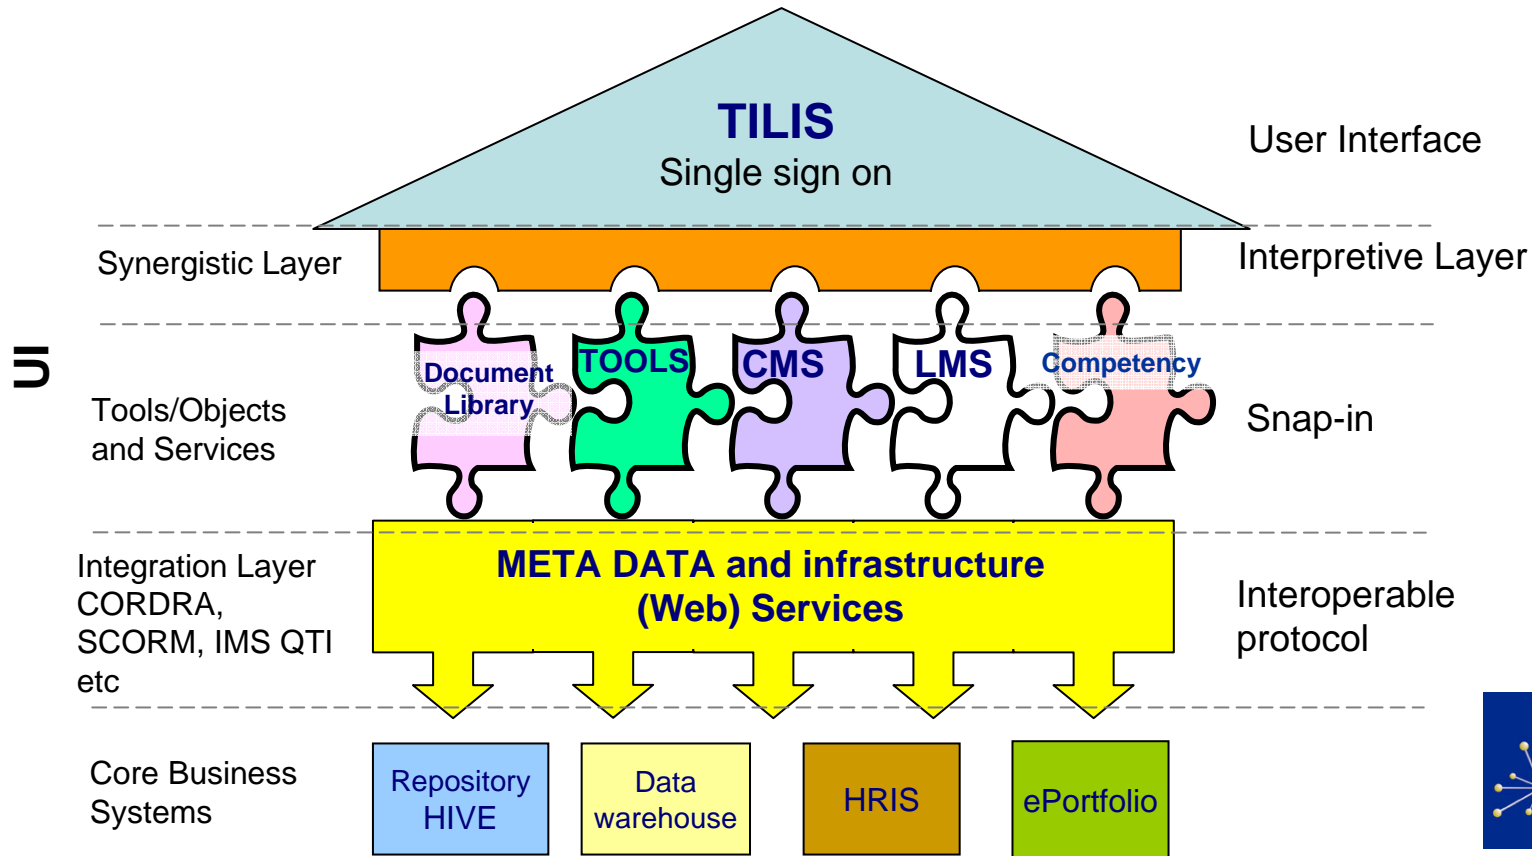 TILIS
Single sign on
User Interface
Synergistic Layer
Interpretive Layer
UI
Document
Library
TOOLS
CMS
LMS
Competency
Tools/Objects
and Services
Snap-in
Integration Layer
CORDRA,
SCORM, IMS QTI
etc
META DATA and infrastructure
(Web) Services
Interoperable
protocol
Core Business
Systems
Repository
HIVE
Data
warehouse
HRIS
ePortfolio